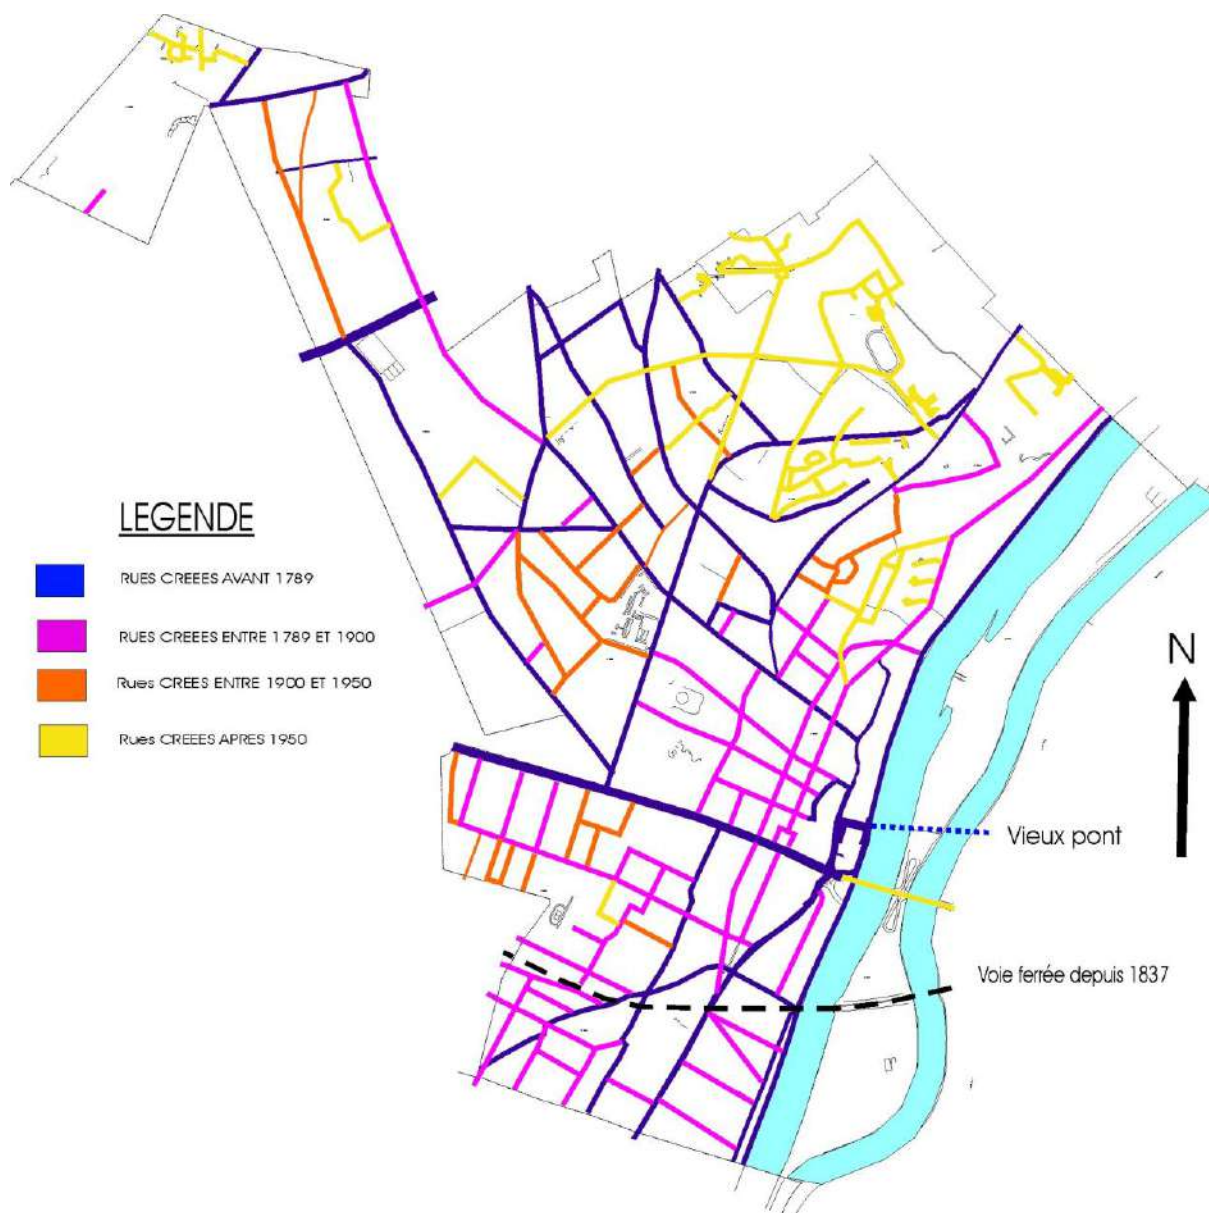 LEGENDE
RUES CREEES AVANT 1789
RUES CREEES ENTRE 1789 ET 1900
Rues CREES ENTRE 1900 ET 1950
Rues CREEES APRES 1950
N
Vieux pont
Voie ferrée depuis 1837